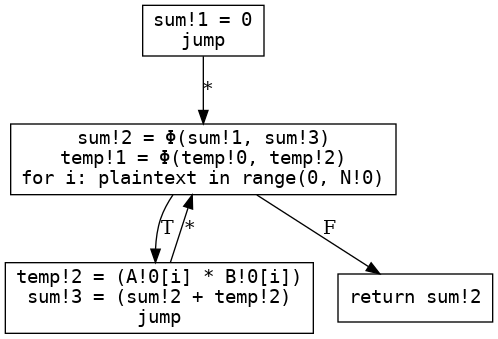 sum!1 = 0
jump
*
sum!2 = Φ(sum!1, sum!3)
temp!1 = Φ(temp!0, temp!2)
for i: plaintext in range(0, N!0)
T
*
F
temp!2 = (A!0[i] * B!0[i])
sum!3 = (sum!2 + temp!2)
jump
return sum!2